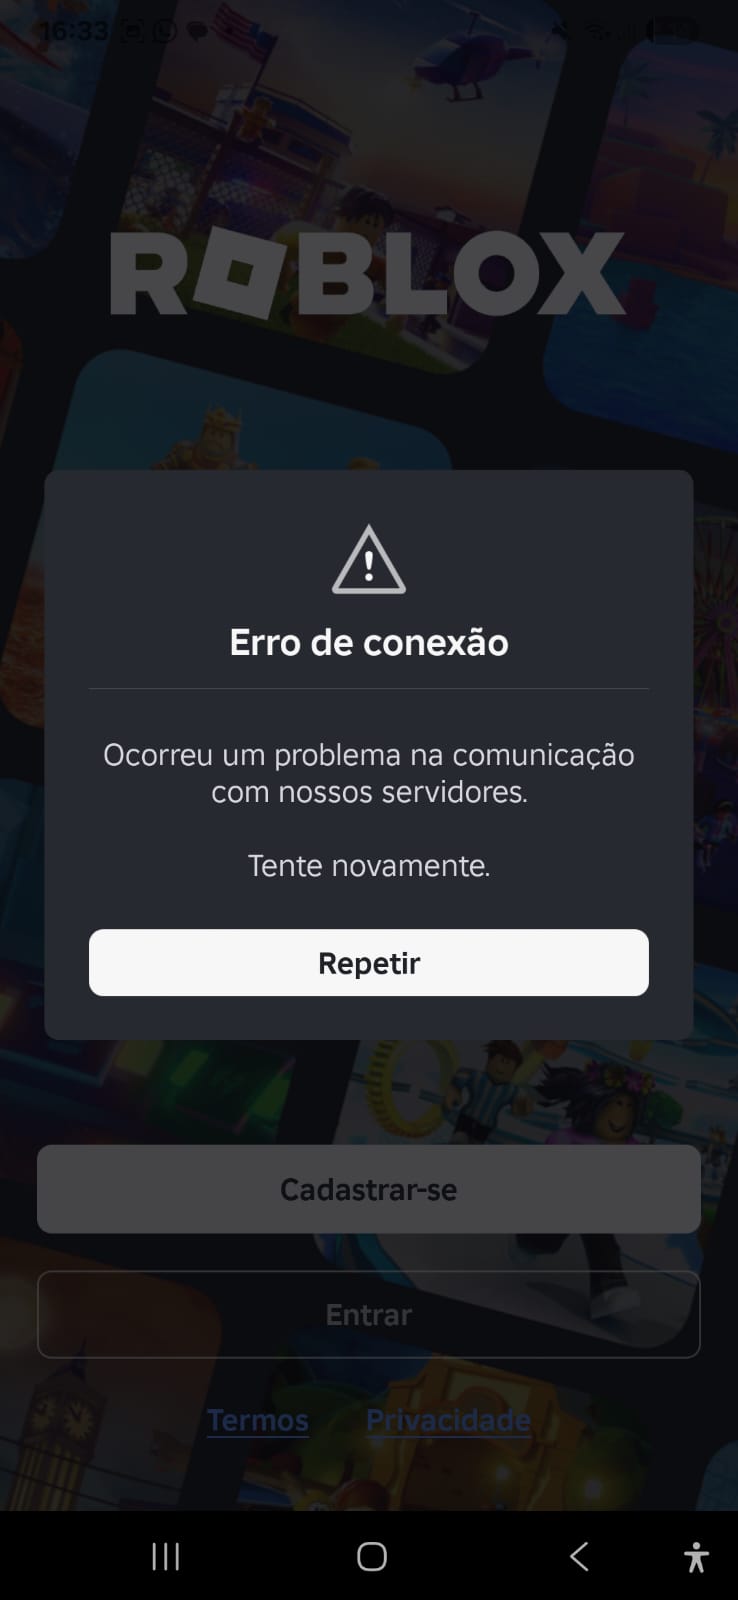 16:33
ROBLOX
Erro de conexão
Ocorreu um problema na comunicação
com nossos servidores.
Tente novamente.
Repetir
Cadastrar-se
Entrar
Termos Privacidade